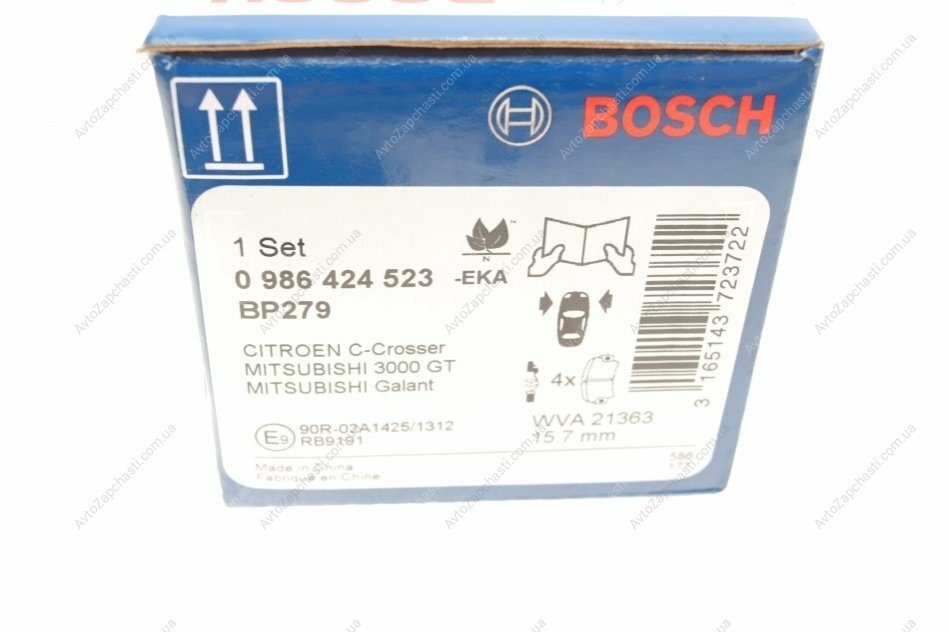 BOSCH
1 Set
0 986 424 523 -EKA
BP279
CITROEN C-Crosser
MITSUBISHI 3000 GT
MITSUBISHI Galant
E9 90R-02A1425/1312
RB9191
Made in China
Fabriqué en Chine
N
4x
WVA 21363
15.7 mm
3 165143 723722
AvtoZapchasti.com.ua